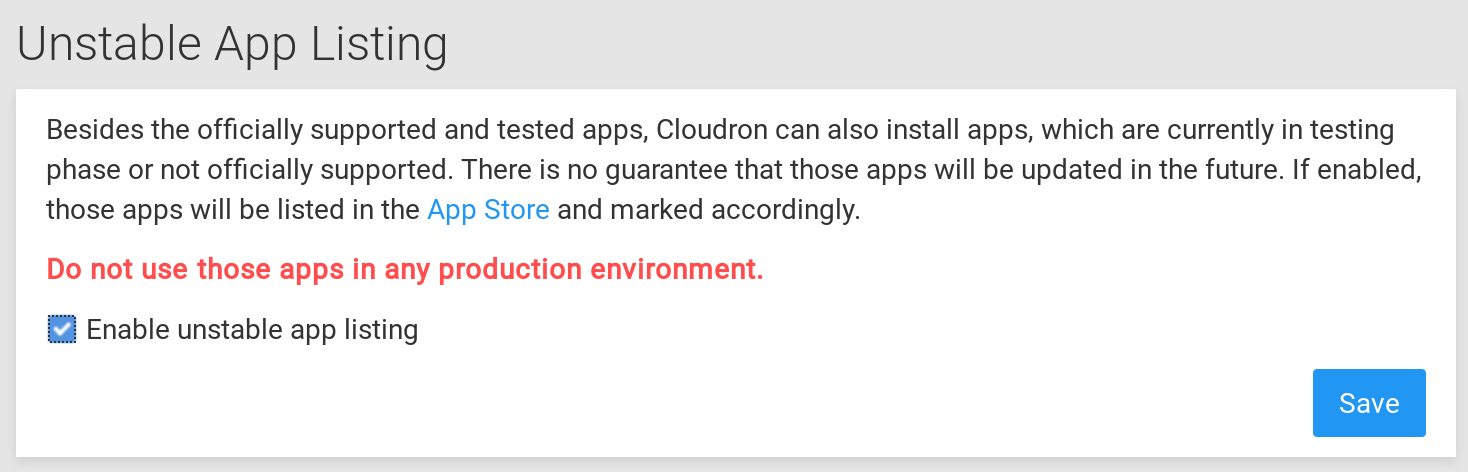 Unstable App Listing
Besides the officially supported and tested apps, Cloudron can also install apps, which are currently in testing
phase or not officially supported. There is no guarantee that those apps will be updated in the future. If enabled,
those apps will be listed in the App Store and marked accordingly.
Do not use those apps in any production environment.
Enable unstable app listing
Save